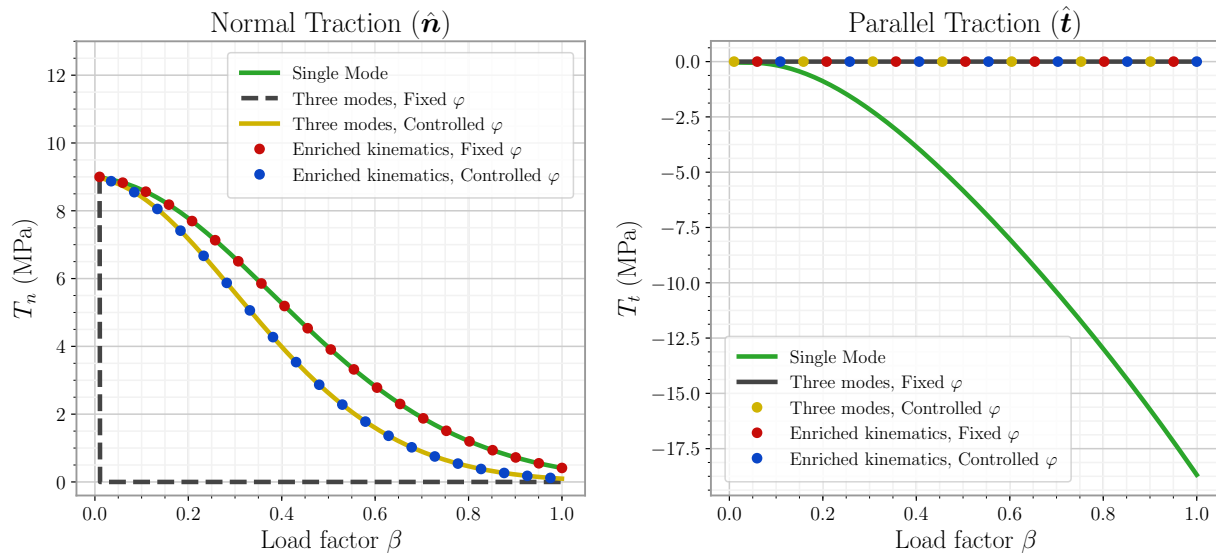 Normal Traction (n̂)
12
10
8
6
4
2
0
T_n (MPa)
0.0 0.2 0.4 0.6 0.8 1.0
Load factor β
Single Mode
Three modes, Fixed φ
Three modes, Controlled φ
Enriched kinematics, Fixed φ
Enriched kinematics, Controlled φ
Parallel Traction (t̂)
0.0
−2.5
−5.0
−7.5
−10.0
−12.5
−15.0
−17.5
T_t (MPa)
0.0 0.2 0.4 0.6 0.8 1.0
Load factor β
Single Mode
Three modes, Fixed φ
Three modes, Controlled φ
Enriched kinematics, Fixed φ
Enriched kinematics, Controlled φ